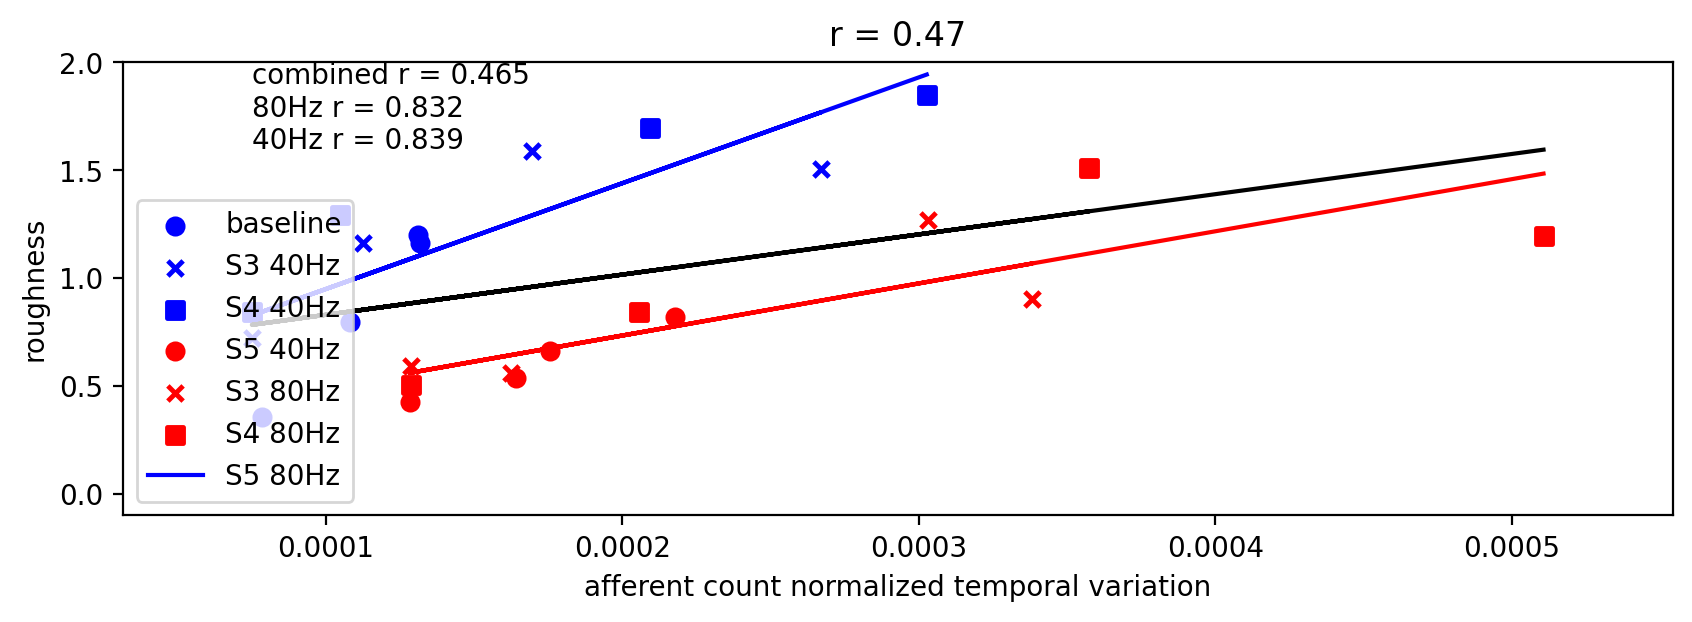 r = 0.47
combined r = 0.465
80Hz r = 0.832
40Hz r = 0.839
baseline
S3 40Hz
S4 40Hz
S5 40Hz
S3 80Hz
S4 80Hz
S5 80Hz
roughness
2.0
1.5
1.0
0.5
0.0
0.0001 0.0002 0.0003 0.0004 0.0005
afferent count normalized temporal variation